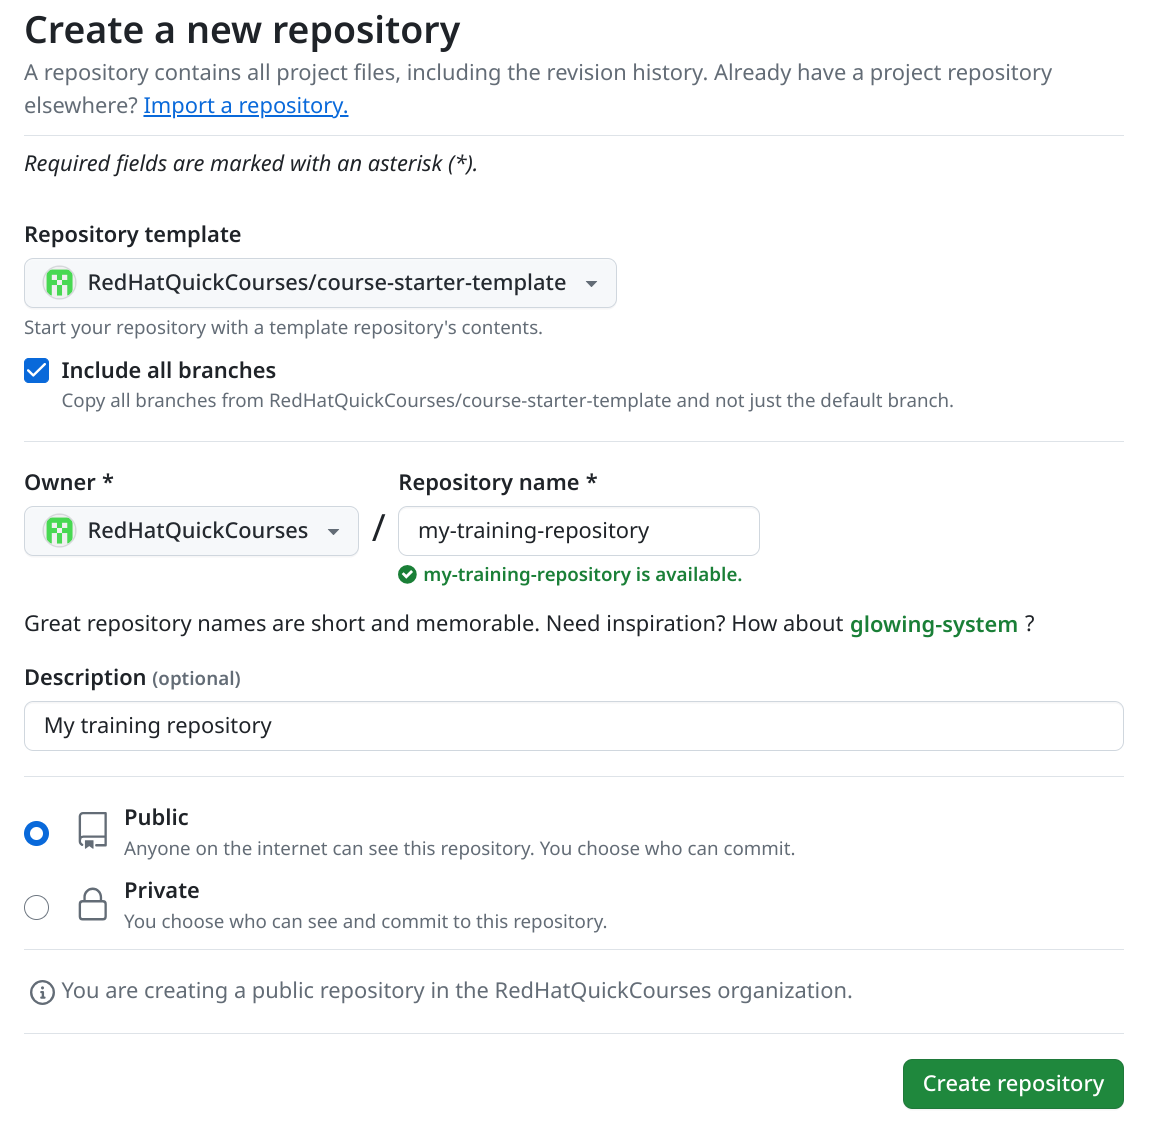 Create a new repository
A repository contains all project files, including the revision history. Already have a project repository
elsewhere? Import a repository.
Required fields are marked with an asterisk (*).
Repository template
RedHatQuickCourses/course-starter-template
Start your repository with a template repository's contents.
Include all branches
Copy all branches from RedHatQuickCourses/course-starter-template and not just the default branch.
Owner *
Repository name *
RedHatQuickCourses
/
my-training-repository
my-training-repository is available.
Great repository names are short and memorable. Need inspiration? How about glowing-system ?
Description (optional)
My training repository
Public
Anyone on the internet can see this repository. You choose who can commit.
Private
You choose who can see and commit to this repository.
You are creating a public repository in the RedHatQuickCourses organization.
Create repository